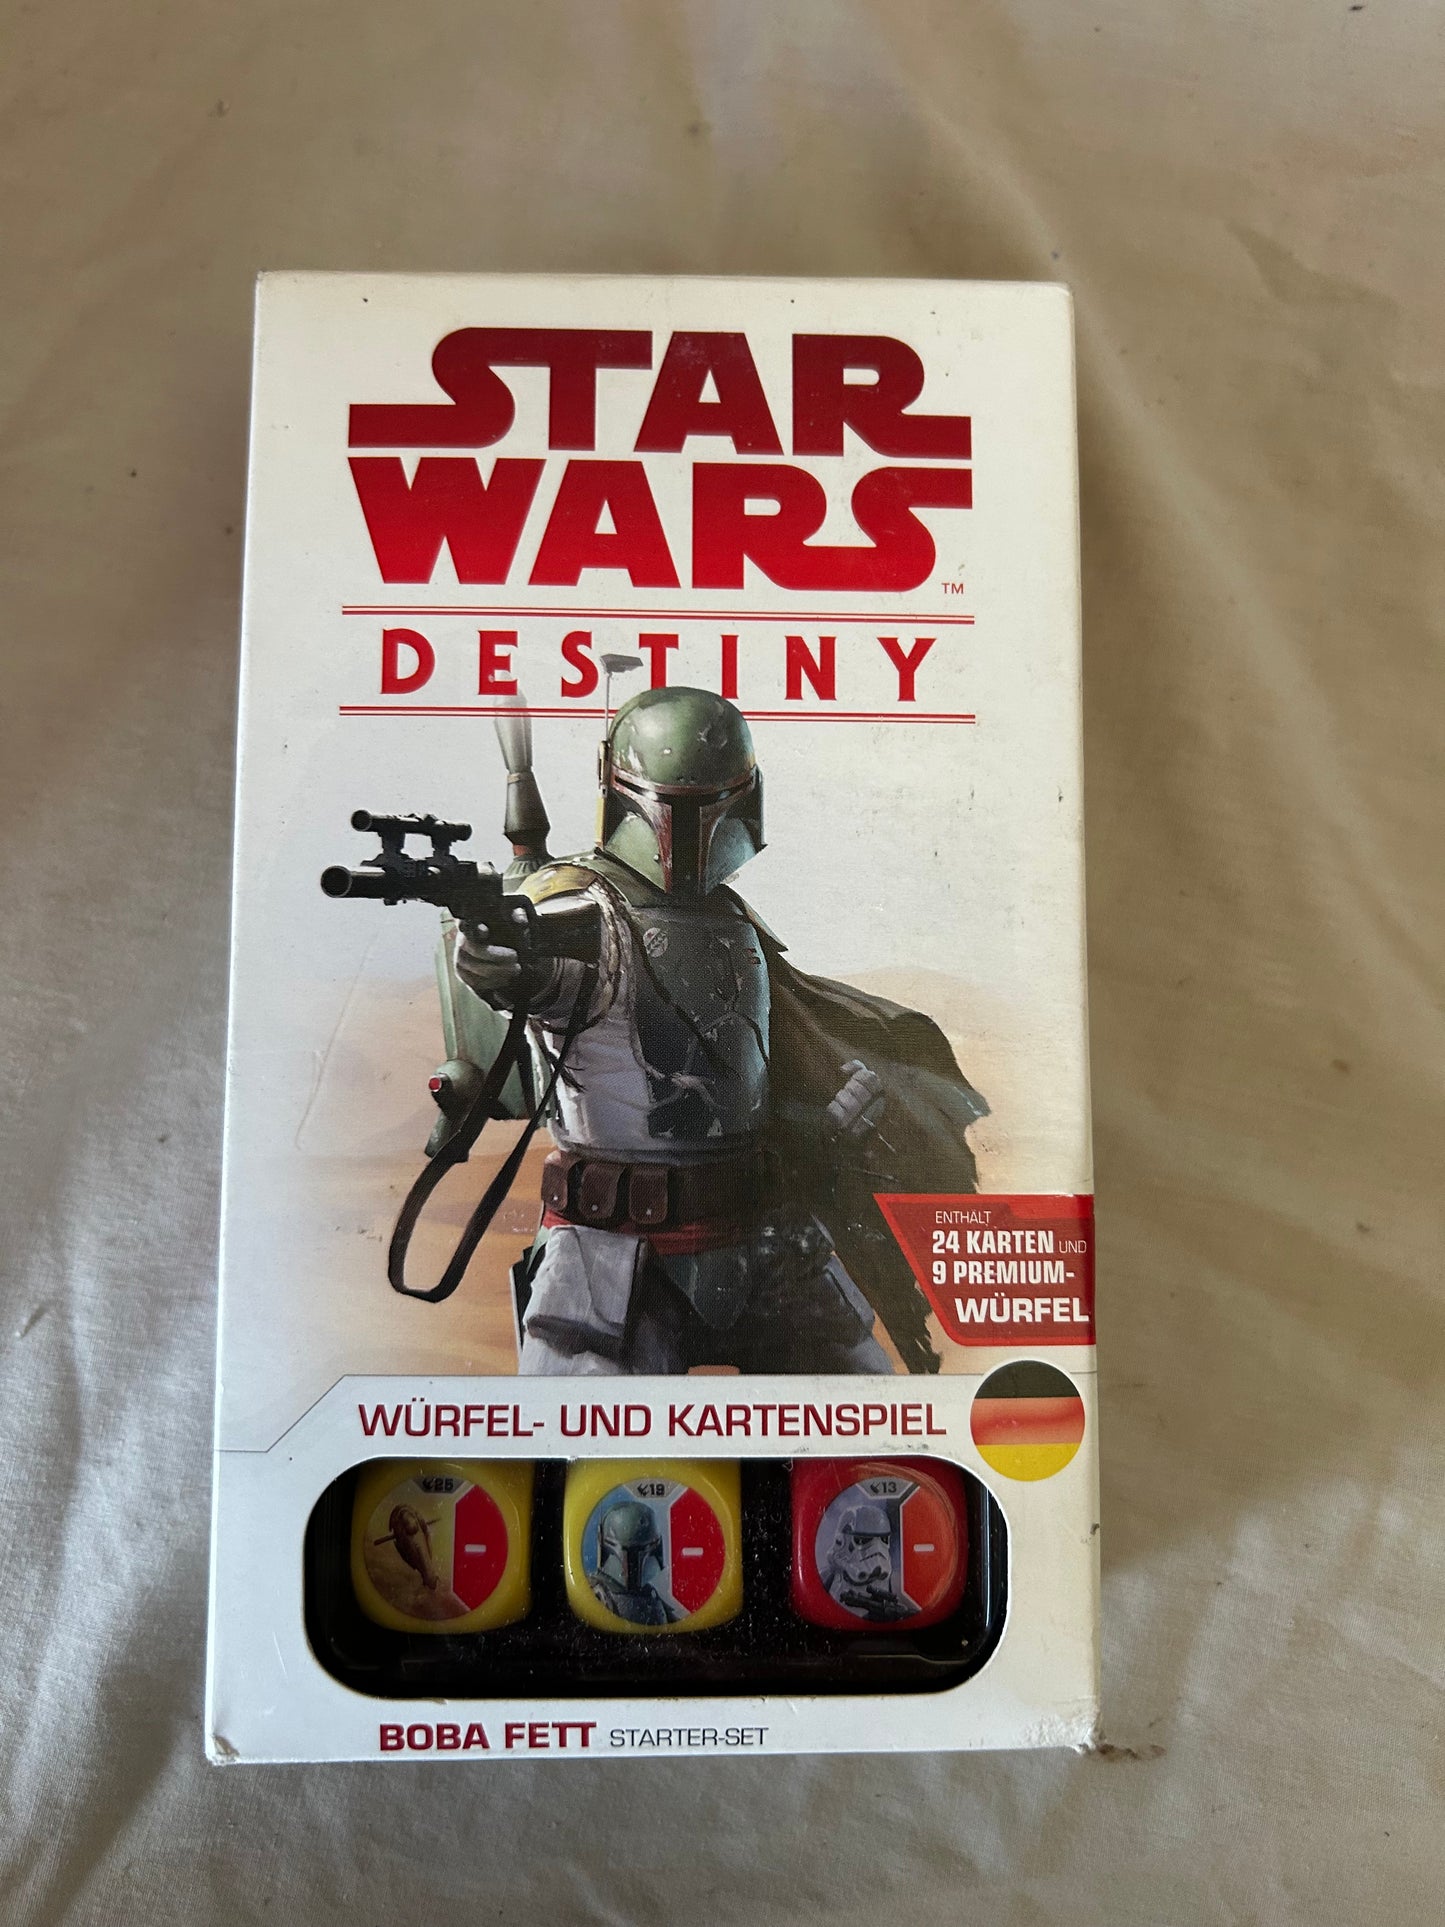 STAR
WARS
TM
DESTINY
ENTHÄLT
24 KARTEN UND
9 PREMIUM-
WÜRFEL
WÜRFEL- UND KARTENSPIEL
25
19
13
BOBA FETT STARTER-SET